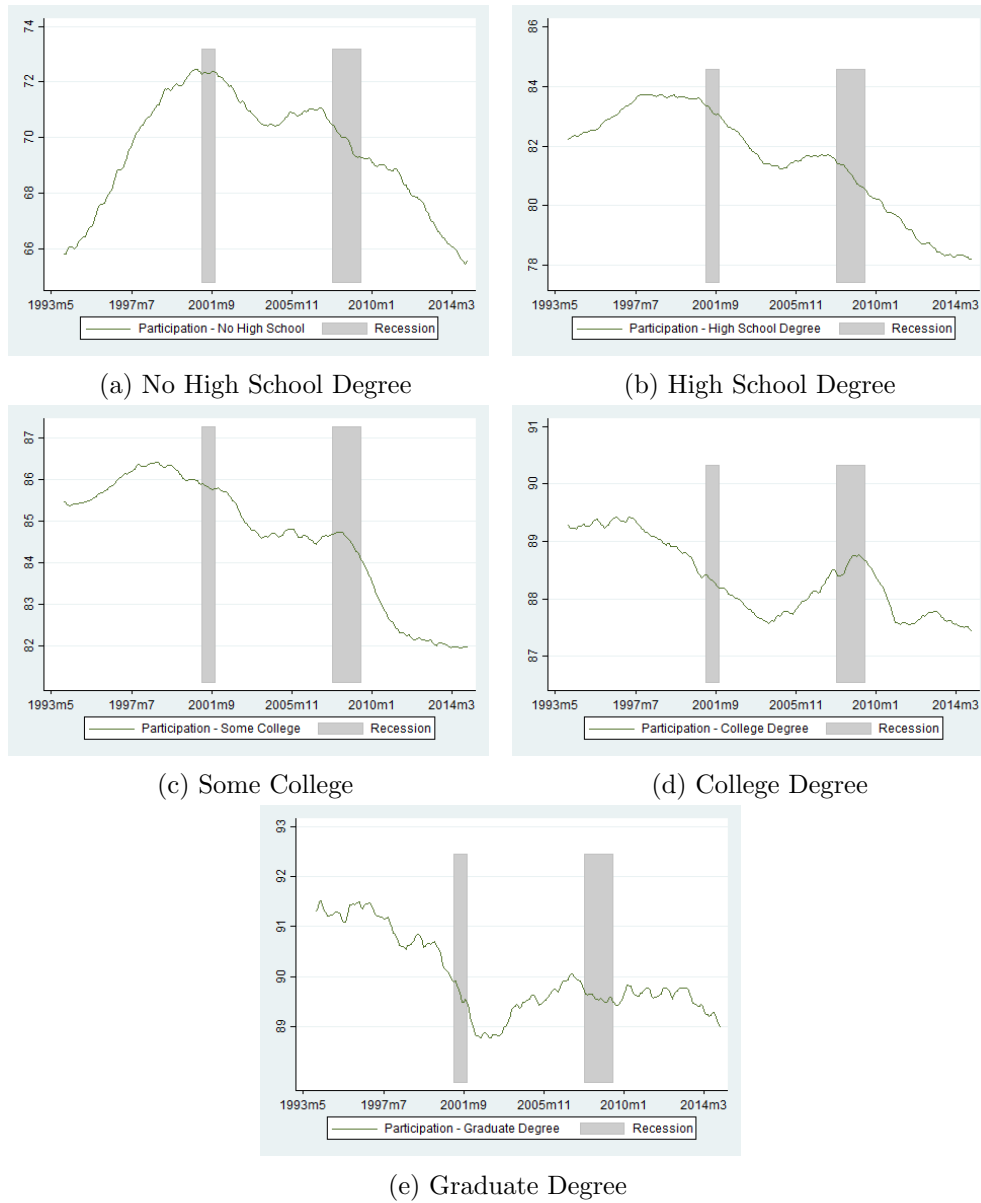 74
72
70
68
66
1993m5 1997m7 2001m9 2005m11 2010m1 2014m3
Participation - No High School Recession
(a) No High School Degree
86
84
82
80
78
1993m5 1997m7 2001m9 2005m11 2010m1 2014m3
Participation - High School Degree Recession
(b) High School Degree
87
86
85
84
83
82
1993m5 1997m7 2001m9 2005m11 2010m1 2014m3
Participation - Some College Recession
(c) Some College
91
90
89
88
87
1993m5 1997m7 2001m9 2005m11 2010m1 2014m3
Participation - College Degree Recession
(d) College Degree
93
92
91
90
89
1993m5 1997m7 2001m9 2005m11 2010m1 2014m3
Participation - Graduate Degree Recession
(e) Graduate Degree